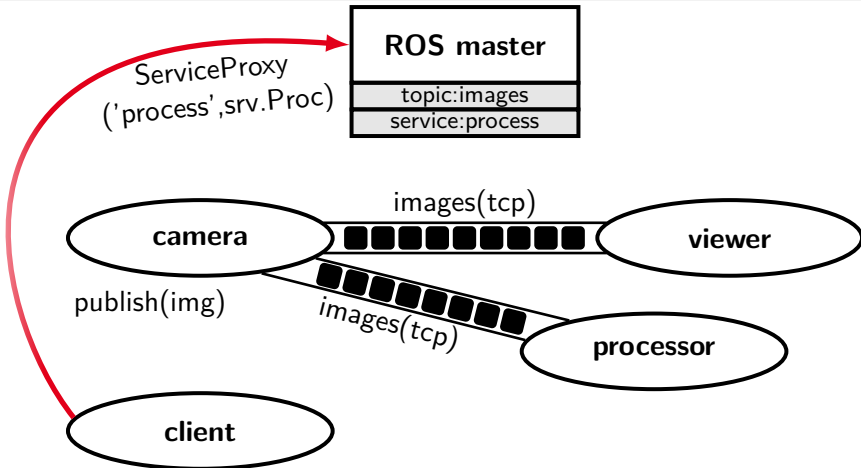 ROS master
topic:images
service:process
ServiceProxy
('process',srv.Proc)
images(tcp)
camera
viewer
publish(img)
images(tcp)
processor
client